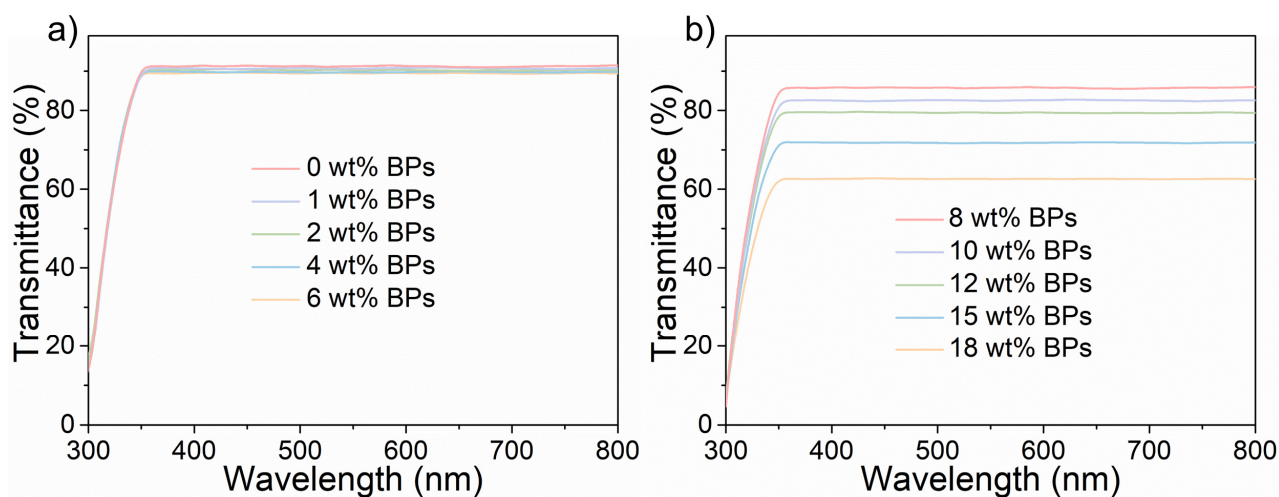 a)
Transmittance (%)
80
60
40
20
0
0 wt% BPs
1 wt% BPs
2 wt% BPs
4 wt% BPs
6 wt% BPs
300 400 500 600 700 800
Wavelength (nm)
b)
Transmittance (%)
80
60
40
20
0
8 wt% BPs
10 wt% BPs
12 wt% BPs
15 wt% BPs
18 wt% BPs
300 400 500 600 700 800
Wavelength (nm)